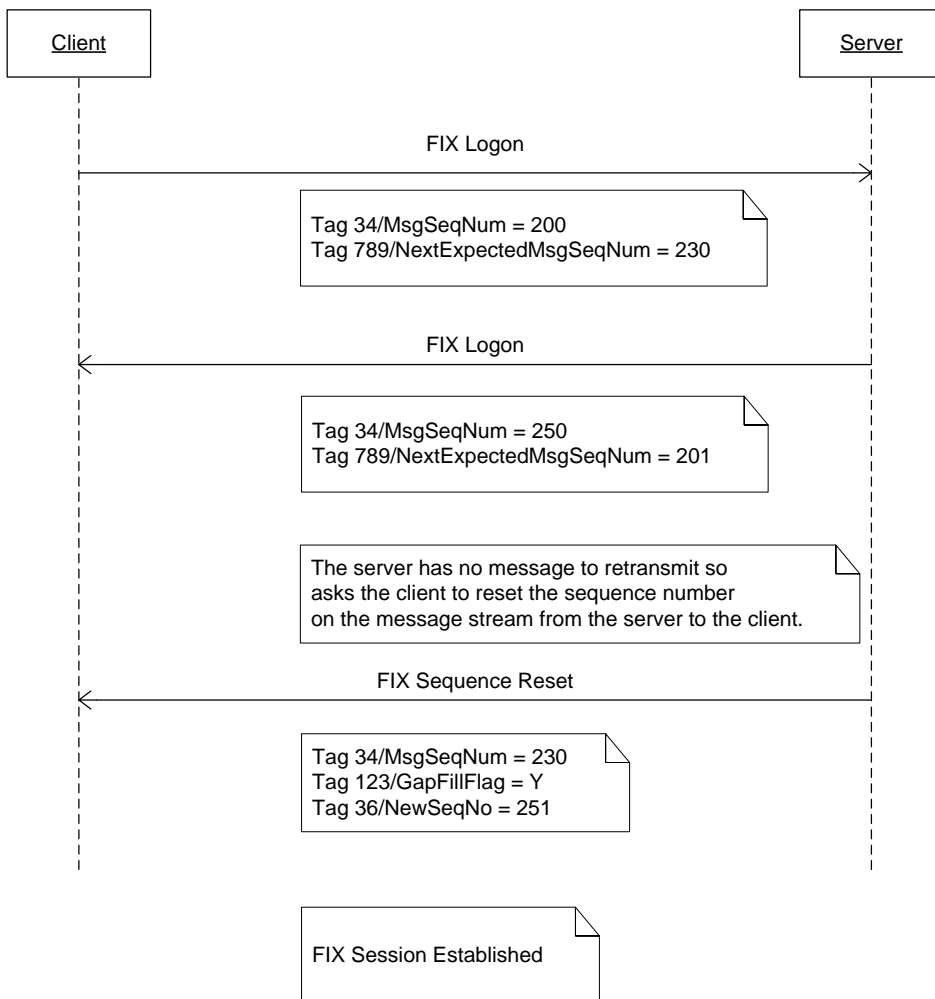 Client
Server
FIX Logon
Tag 34/MsgSeqNum = 200
Tag 789/NextExpectedMsgSeqNum = 230
FIX Logon
Tag 34/MsgSeqNum = 250
Tag 789/NextExpectedMsgSeqNum = 201
The server has no message to retransmit so
asks the client to reset the sequence number
on the message stream from the server to the client.
FIX Sequence Reset
Tag 34/MsgSeqNum = 230
Tag 123/GapFillFlag = Y
Tag 36/NewSeqNo = 251
FIX Session Established